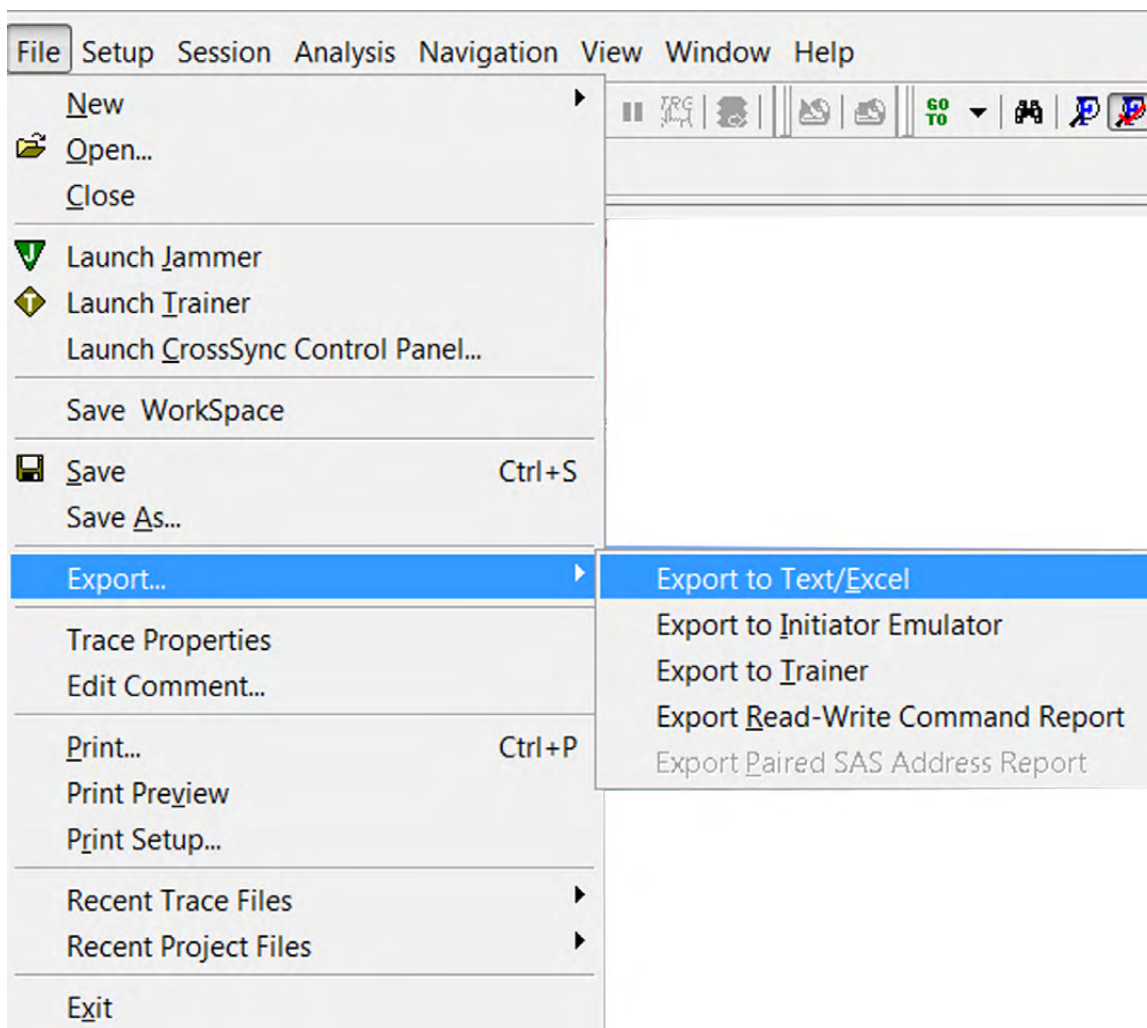 File Setup Session Analysis Navigation View Window Help
New
GO TO
Open...
Close
Launch Jammer
Launch Trainer
Launch CrossSync Control Panel...
Save WorkSpace
Save Ctrl+S
Save As...
Export...
Export to Text/Excel
Export to Initiator Emulator
Export to Trainer
Export Read-Write Command Report
Export Paired SAS Address Report
Trace Properties
Edit Comment...
Print... Ctrl+P
Print Preview
Print Setup...
Recent Trace Files
Recent Project Files
Exit